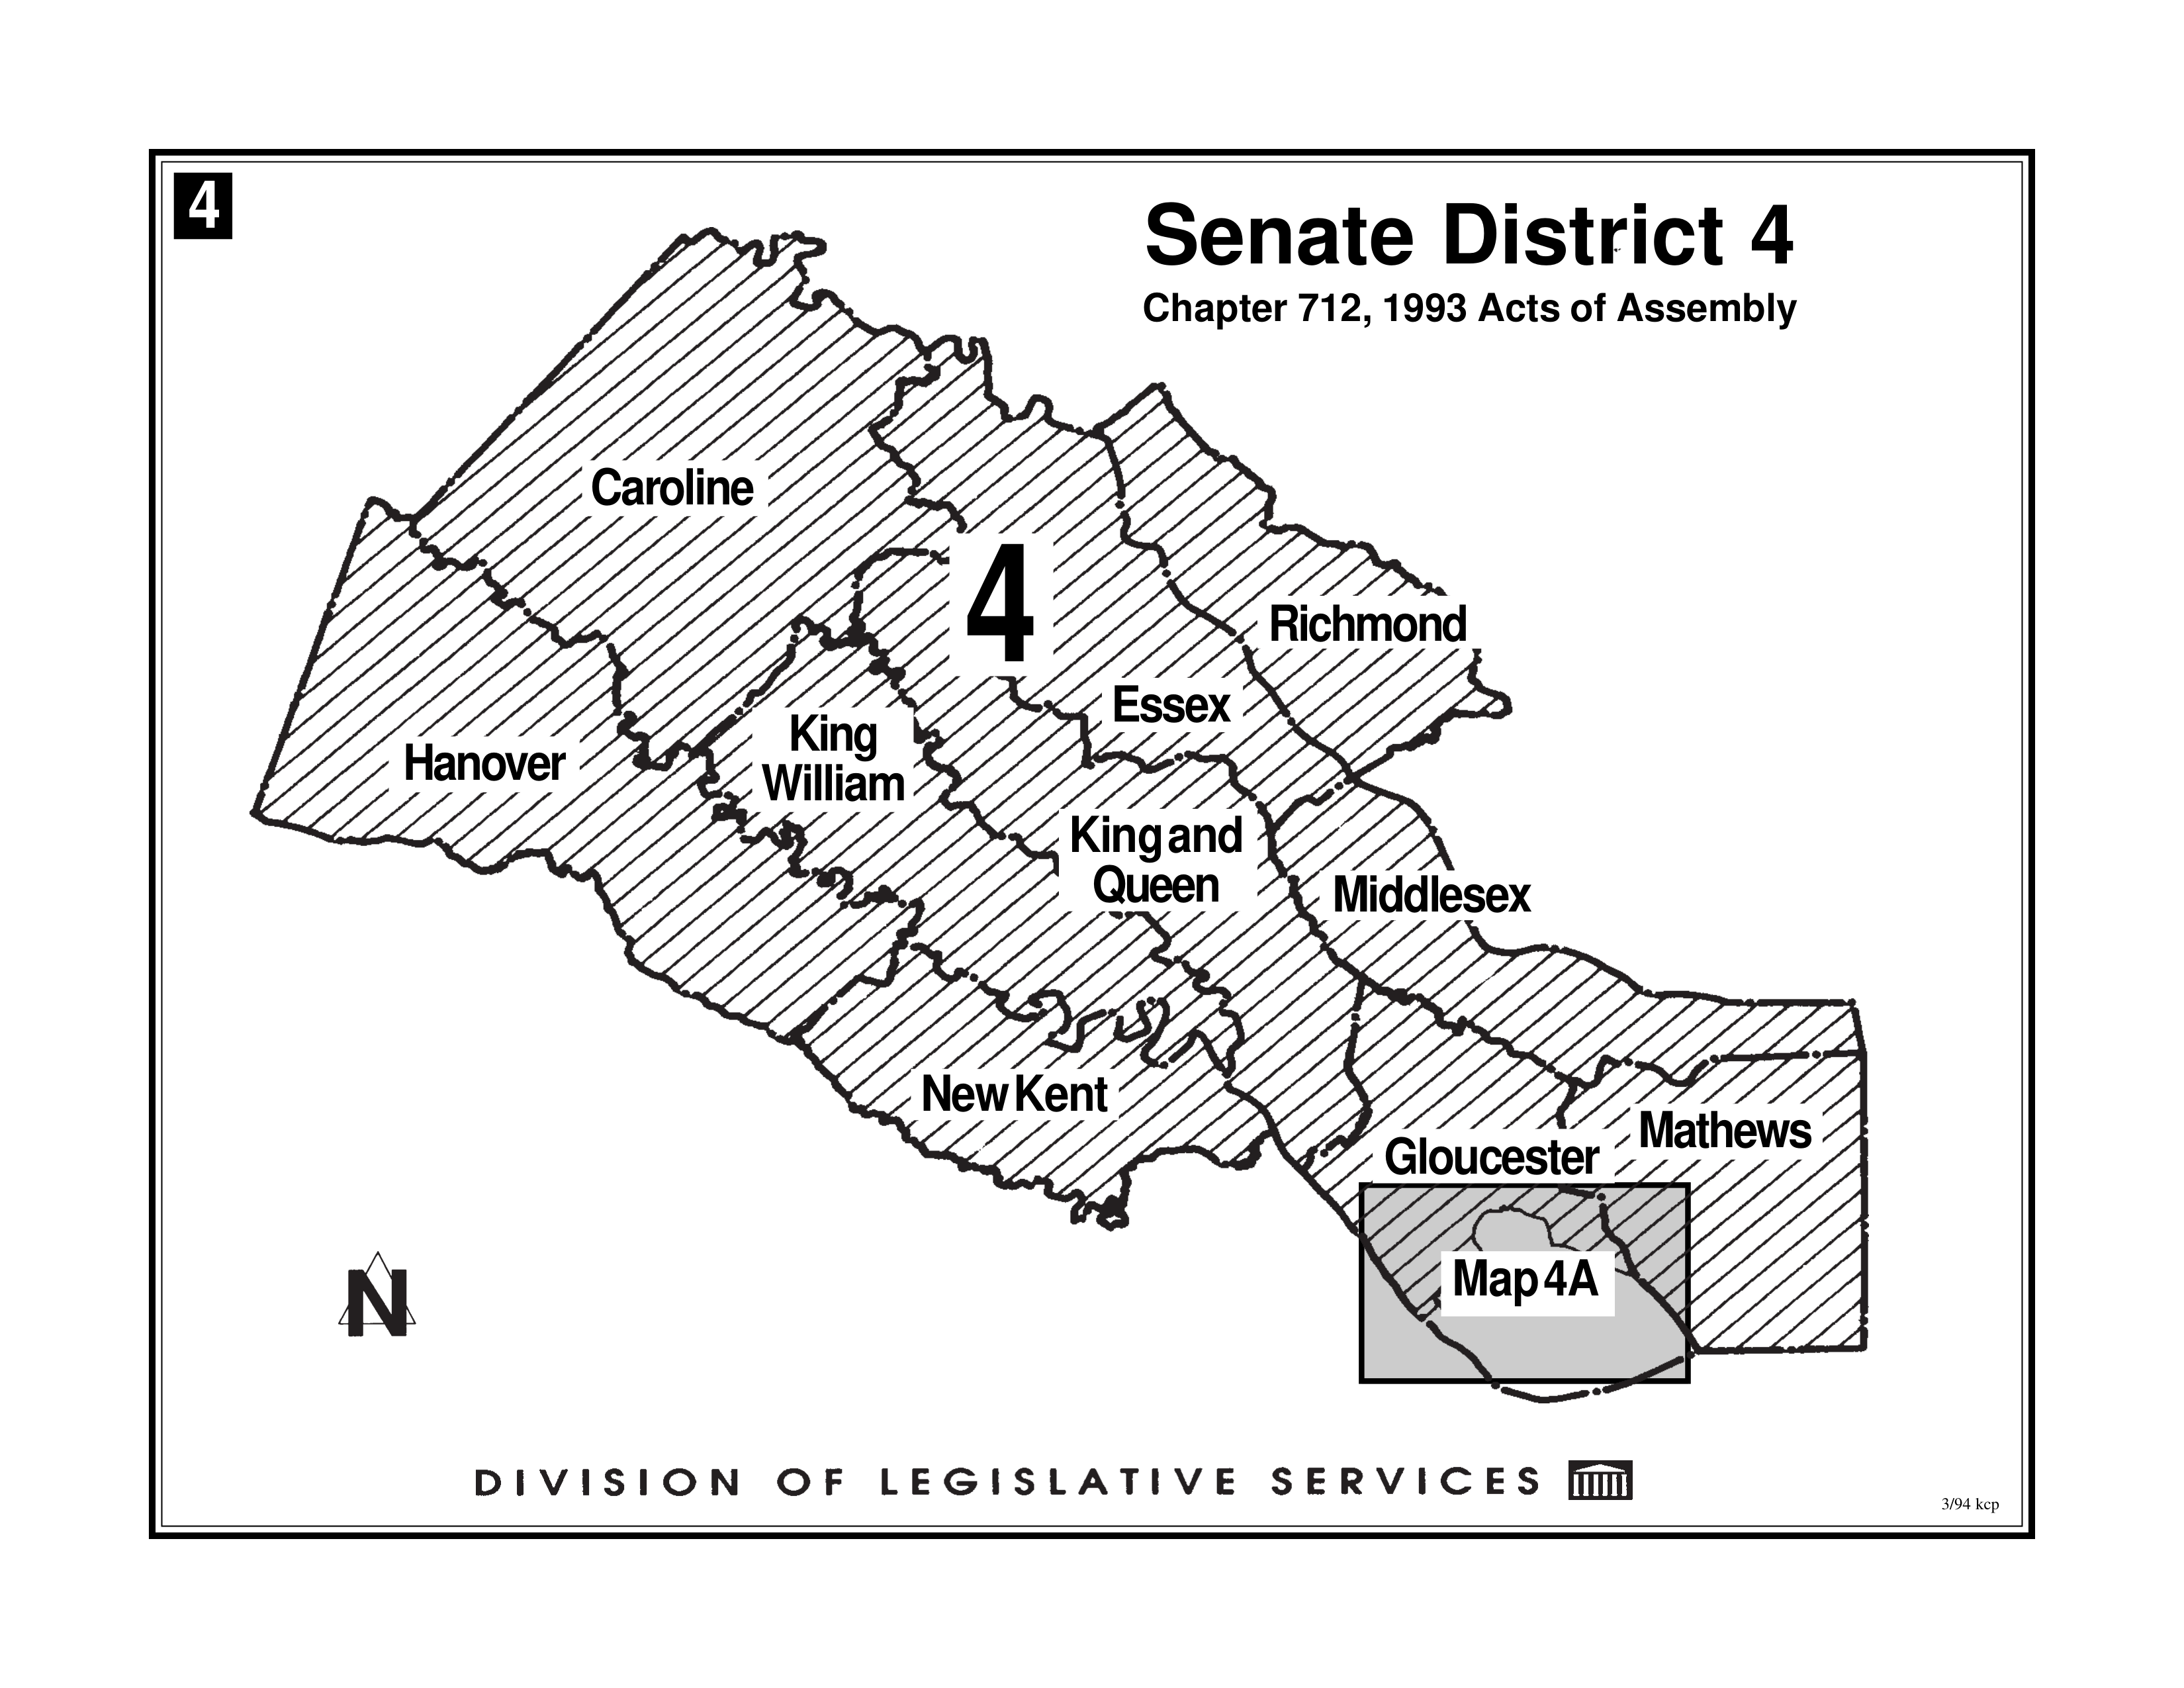 4
Senate District 4
Chapter 712, 1993 Acts of Assembly
Caroline
4
Richmond
Essex
King
William
Hanover
King and
Queen
Middlesex
New Kent
Mathews
Gloucester
Map 4A
N
DIVISION OF LEGISLATIVE SERVICES
3/94 kcp